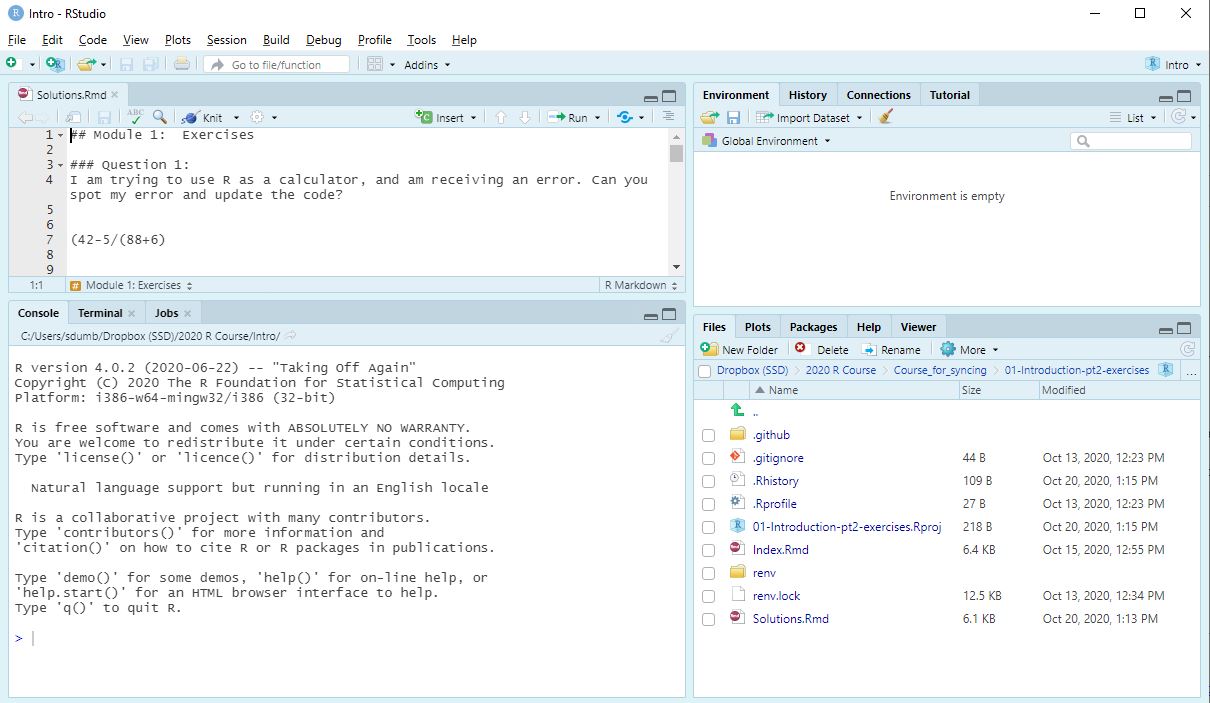 Intro - RStudio
File Edit Code View Plots Session Build Debug Profile Tools Help
Go to file/function Addins Intro
Solutions.Rmd
ABC Knit Insert Run
1 ## Module 1:  Exercises
2
3 ### Question 1:
4 I am trying to use R as a calculator, and am receiving an error. Can you
spot my error and update the code?
5
6
7 (42-5/(88+6)
8
9
1:1 # Module 1: Exercises R Markdown
Console Terminal Jobs
C:/Users/sdumb/Dropbox (SSD)/2020 R Course/Intro/
R version 4.0.2 (2020-06-22) -- "Taking Off Again"
Copyright (C) 2020 The R Foundation for Statistical Computing
Platform: i386-w64-mingw32/i386 (32-bit)
R is free software and comes with ABSOLUTELY NO WARRANTY.
You are welcome to redistribute it under certain conditions.
Type 'license()' or 'licence()' for distribution details.
Natural language support but running in an English locale
R is a collaborative project with many contributors.
Type 'contributors()' for more information and
'citation()' on how to cite R or R packages in publications.
Type 'demo()' for some demos, 'help()' for on-line help, or
'help.start()' for an HTML browser interface to help.
Type 'q()' to quit R.
>
Environment History Connections Tutorial
Import Dataset List
Global Environment
Environment is empty
Files Plots Packages Help Viewer
New Folder Delete Rename More
Dropbox (SSD) 2020 R Course Course_for_syncing 01-Introduction-pt2-exercises R ...
Name Size Modified
..
.github
.gitignore 44 B Oct 13, 2020, 12:23 PM
.Rhistory 109 B Oct 20, 2020, 1:15 PM
.Rprofile 27 B Oct 13, 2020, 12:23 PM
01-Introduction-pt2-exercises.Rproj 218 B Oct 20, 2020, 1:15 PM
Index.Rmd 6.4 KB Oct 15, 2020, 12:55 PM
renv
renv.lock 12.5 KB Oct 13, 2020, 12:34 PM
Solutions.Rmd 6.1 KB Oct 20, 2020, 1:13 PM